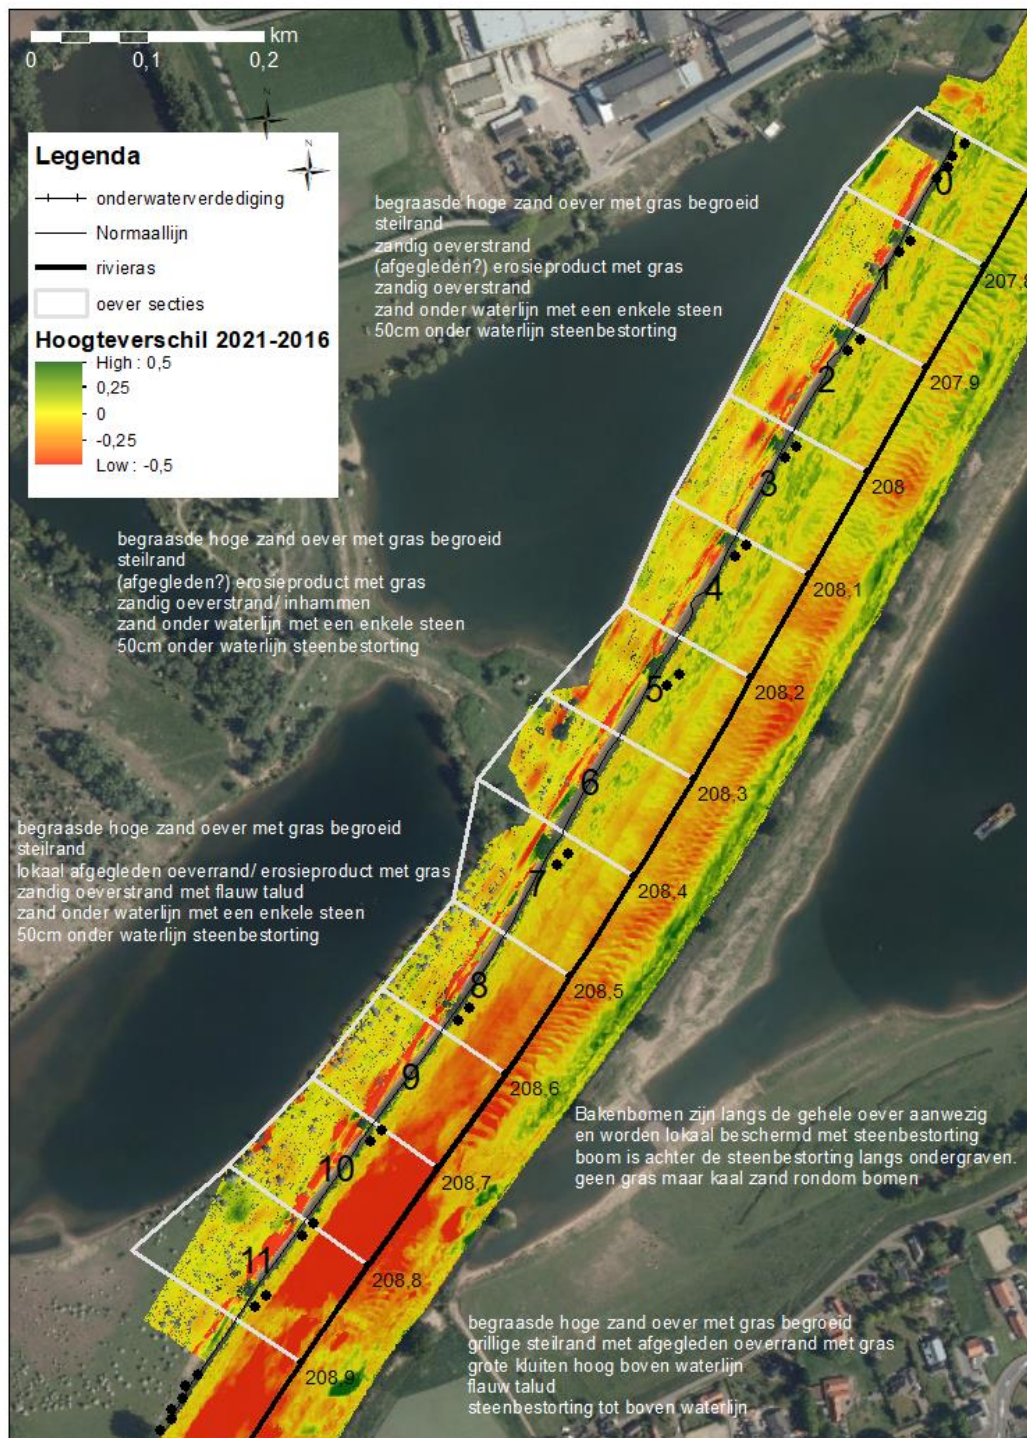 km
0 0,1 0,2
N
Legenda
N
onderwaterverdediging
Normaallijn
rivieras
oever secties
Hoogteverschil 2021-2016
High : 0,5
0,25
0
-0,25
Low : -0,5
begraasde hoge zand oever met gras begroeid
steilrand
zandig oeverstrand
(afgegleden?) erosieproduct met gras
zandig oeverstrand
zand onder waterlijn met een enkele steen
50cm onder waterlijn steenbestorting
0
1
207,8
2
207,9
3
208
4
208,1
5
208,2
6
208,3
7
208,4
8
208,5
9
208,6
10
208,7
11
208,8
208,9
begraasde hoge zand oever met gras begroeid
steilrand
(afgegleden?) erosieproduct met gras
zandig oeverstrand/ inhammen
zand onder waterlijn met een enkele steen
50cm onder waterlijn steenbestorting
begraasde hoge zand oever met gras begroeid
steilrand
lokaal afgegleden oeverrand/ erosieproduct met gras
zandig oeverstrand met flauw talud
zand onder waterlijn met een enkele steen
50cm onder waterlijn steenbestorting
Bakenbomen zijn langs de gehele oever aanwezig
en worden lokaal beschermd met steenbestorting
boom is achter de steenbestorting langs ondergraven.
geen gras maar kaal zand rondom bomen
begraasde hoge zand oever met gras begroeid
grillige steilrand met afgegleden oeverrand met gras
grote kluiten hoog boven waterlijn
flauw talud
steenbestorting tot boven waterlijn